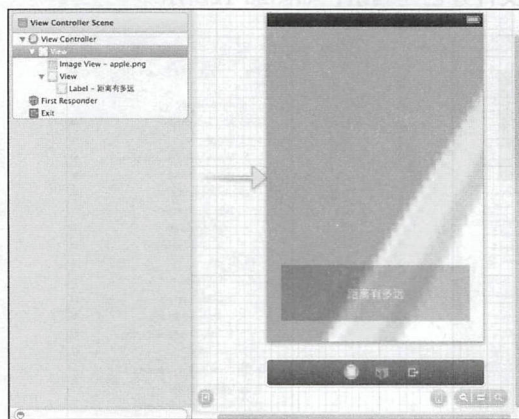 View Controller Scene
View Controller
View
Image View - apple.png
View
Label - 距离有多远
First Responder
Exit
距离有多远